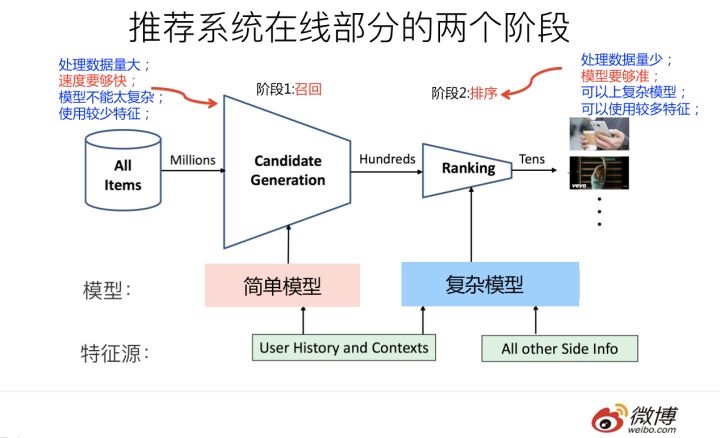 推荐系统在线部分的两个阶段
处理数据量大；
速度要够快；
模型不能太复杂；
使用较少特征；
阶段1:召回
阶段2:排序
处理数据量少；
模型要够准；
可以上复杂模型；
可以使用较多特征；
All
Items
Millions
Candidate
Generation
Hundreds
Ranking
Tens
vevo
模型：
简单模型
复杂模型
特征源：
User History and Contexts
All other Side Info
微博
weibo.com